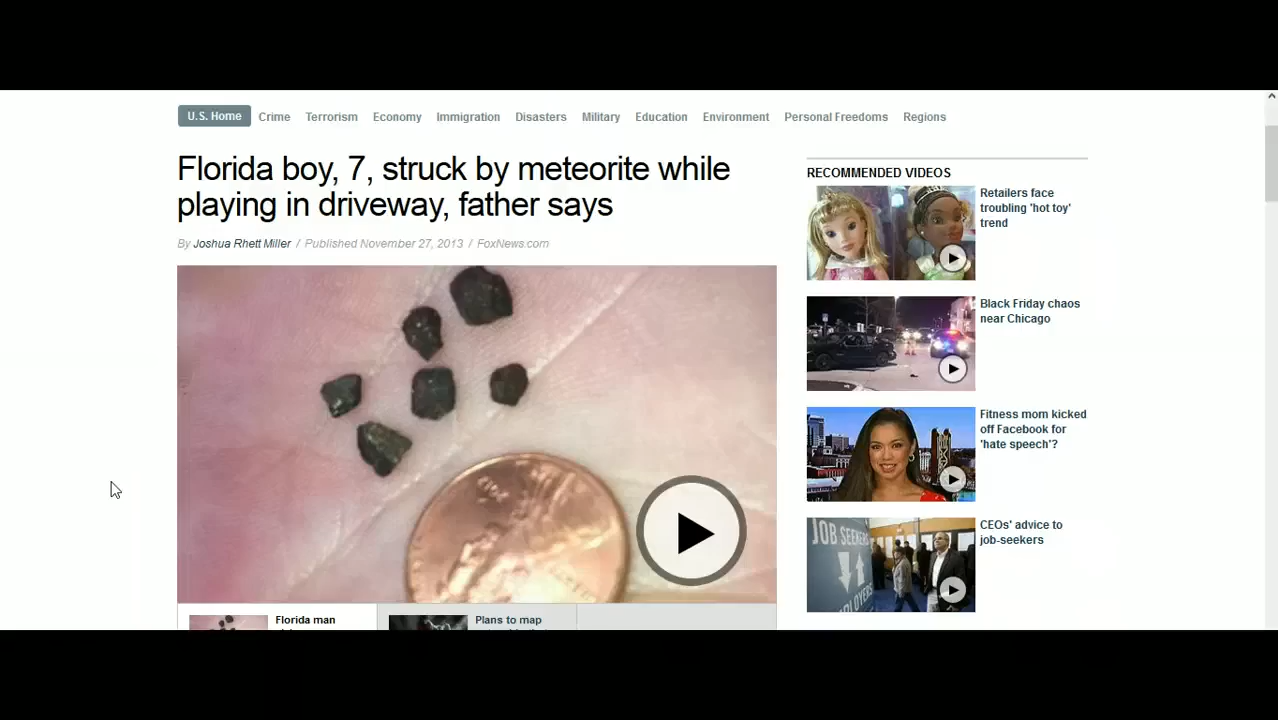 U.S. Home Crime Terrorism Economy Immigration Disasters Military Education Environment Personal Freedoms Regions
Florida boy, 7, struck by meteorite while
playing in driveway, father says
By Joshua Rhett Miller / Published November 27, 2013 / FoxNews.com
Florida man
Plans to map
RECOMMENDED VIDEOS
Retailers face
troubling 'hot toy'
trend
Black Friday chaos
near Chicago
Fitness mom kicked
off Facebook for
'hate speech'?
JOB SEEKER
EMPLOYERS
CEOs' advice to
job-seekers